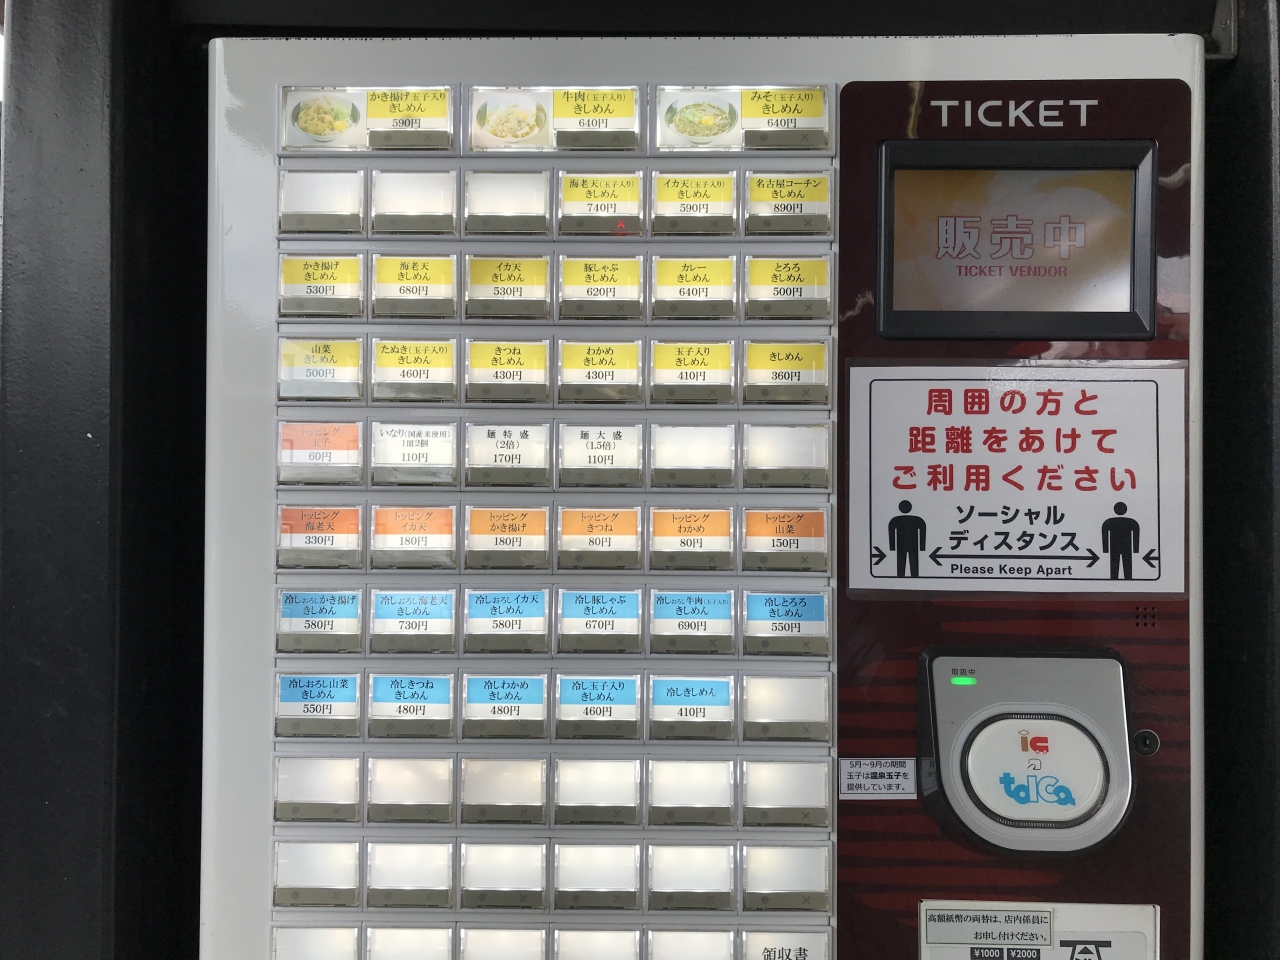 かき揚げ(玉子入り)
きしめん
590円
牛肉(玉子入り)
きしめん
640円
みそ(玉子入り)
きしめん
640円
海老天(玉子入り)
きしめん
740円
イカ天(玉子入り)
きしめん
590円
名古屋コーチン
きしめん
890円
かき揚げ
きしめん
530円
海老天
きしめん
680円
イカ天
きしめん
530円
豚しゃぶ
きしめん
620円
カレー
きしめん
640円
とろろ
きしめん
500円
山菜
きしめん
500円
たぬき(玉子入り)
きしめん
460円
きつね
きしめん
430円
わかめ
きしめん
430円
玉子入り
きしめん
410円
きしめん
360円
トッピング
玉子
60円
いなり(国産米使用)
1皿2個
110円
麺特盛
(2倍)
170円
麺大盛
(1.5倍)
110円
トッピング
海老天
330円
トッピング
イカ天
180円
トッピング
かき揚げ
180円
トッピング
きつね
80円
トッピング
わかめ
80円
トッピング
山菜
150円
冷しおろしかき揚げ
きしめん
580円
冷しおろし海老天
きしめん
730円
冷しおろしイカ天
きしめん
580円
冷し豚しゃぶ
きしめん
670円
冷しおろし牛肉(玉子入り)
きしめん
690円
冷しとろろ
きしめん
550円
冷しおろし山菜
きしめん
550円
冷しきつね
きしめん
480円
冷しわかめ
きしめん
480円
冷し玉子入り
きしめん
460円
冷しきしめん
410円
領収書
TICKET
販売中
TICKET VENDOR
周囲の方と
距離をあけて
ご利用ください
ソーシャル
ディスタンス
Please Keep Apart
取扱中
toICa
5月~9月の期間
玉子は温泉玉子を
提供しています。
高額紙幣の両替は、店内係員に
お申し付けください。
¥1000 ¥2000